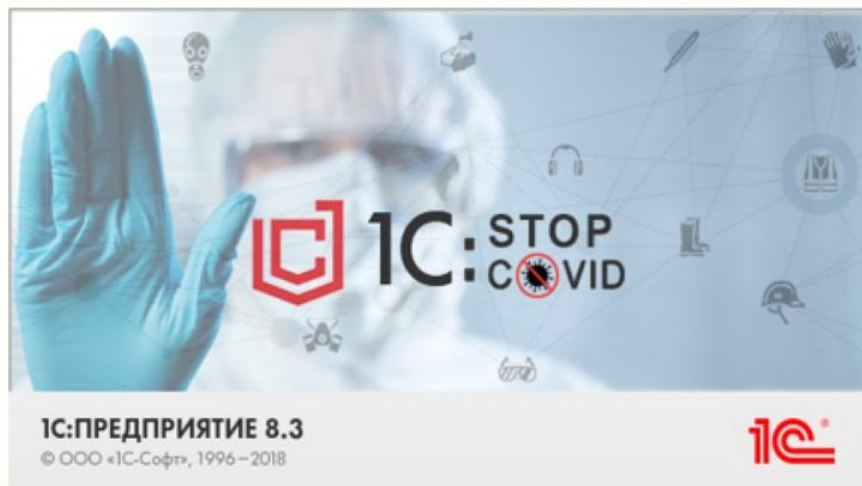 1С:STOP
COVID
1С:ПРЕДПРИЯТИЕ 8.3
© ООО «1С-Софт», 1996–2018
1С